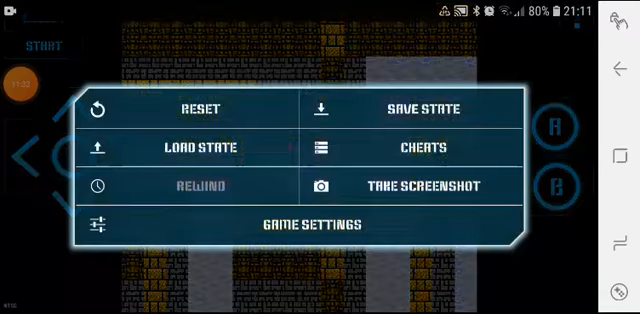 80% 21:11
START
RESET
SAVE STATE
LOAD STATE
CHEATS
REWIND
TAKE SCREENSHOT
GAME SETTINGS
A
B